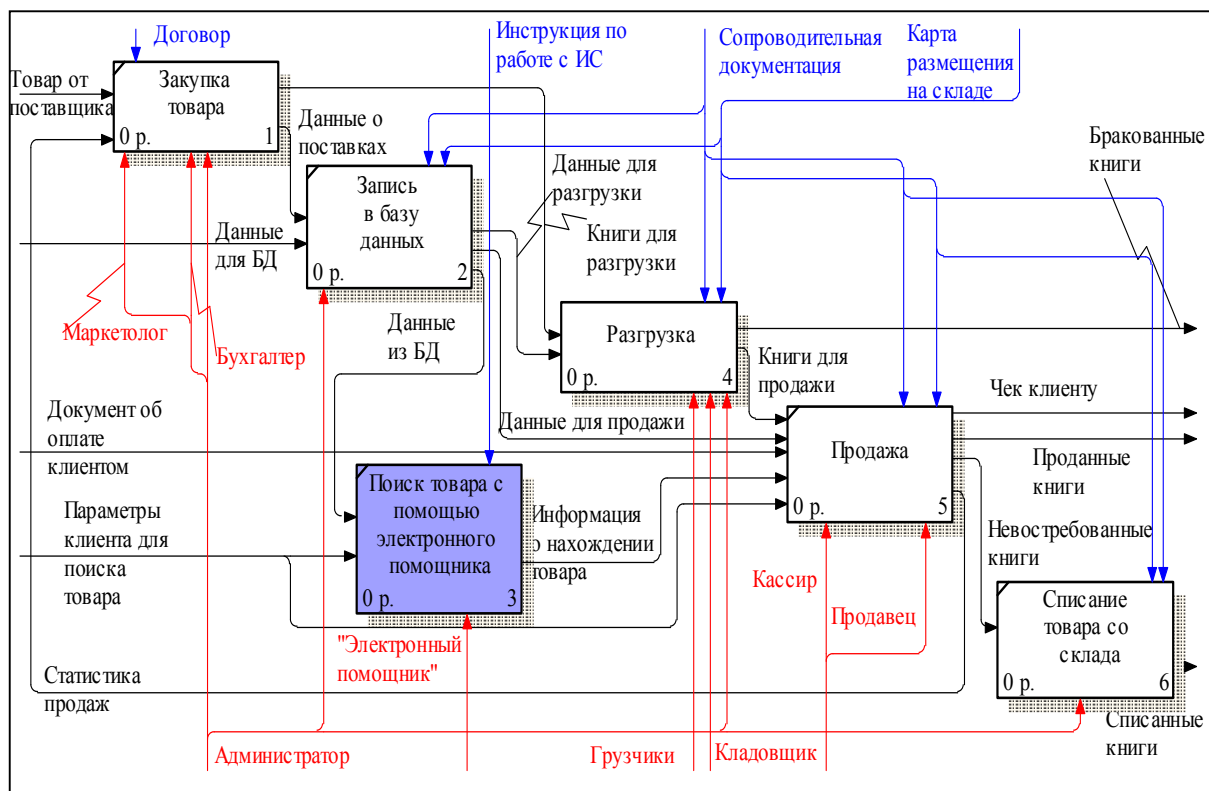 Договор
Инструкция по
работе с ИС
Сопроводительная
документация
Карта
размещения
на складе
Товар от
поставщика
Закупка
товара
0 р.
1
Данные о
поставках
Бракованные
книги
Запись
в базу
данных
0 р.
2
Данные для
разгрузки
Книги для
разгрузки
Данные
для БД
Маркетолог
Бухгалтер
Данные
из БД
Разгрузка
0 р.
4
Книги для
продажи
Чек клиенту
Документ об
оплате
клиентом
Данные для продажи
Продажа
0 р.
5
Проданные
книги
Поиск товара с
помощью
электронного
помощника
0 р.
3
Информация
о нахождении
товара
Параметры
клиента для
поиска
товара
Невостребованные
книги
Кассир
Продавец
Списание
товара со
склада
0 р.
6
"Электронный
помощник"
Статистика
продаж
Администратор
Грузчики
Кладовщик
Списанные
книги